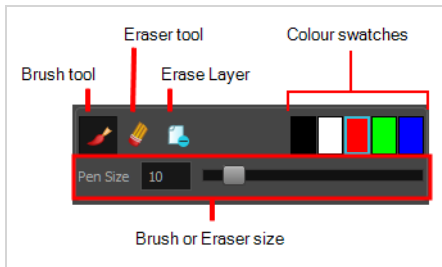 Eraser tool
Colour swatches
Brush tool
Erase Layer
Pen Size 10
Brush or Eraser size